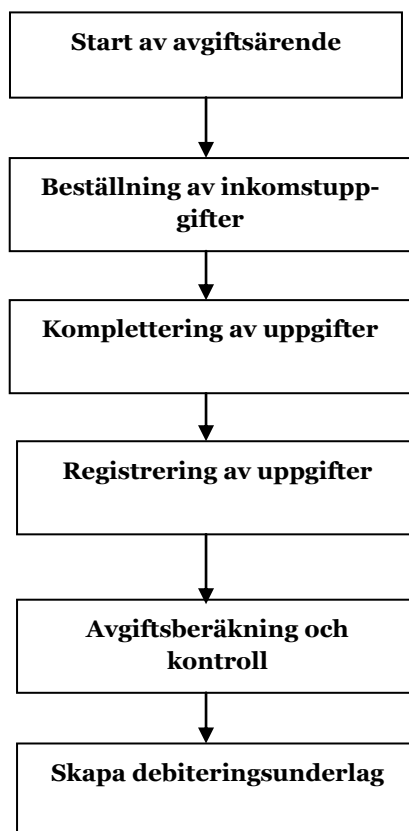 Start av avgiftsärende
Beställning av inkomstupp-
gifter
Komplettering av uppgifter
Registrering av uppgifter
Avgiftsberäkning och
kontroll
Skapa debiteringsunderlag